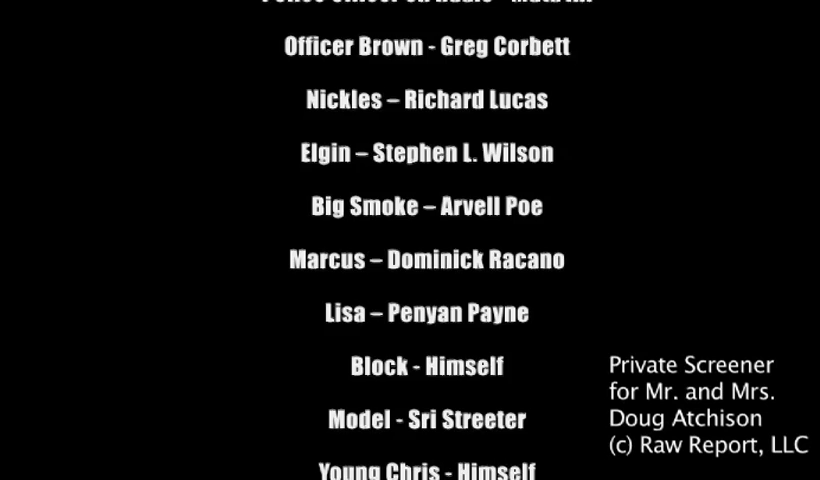 Officer Brown - Greg Corbett
Nickles – Richard Lucas
Elgin – Stephen L. Wilson
Big Smoke – Arvell Poe
Marcus – Dominick Racano
Lisa – Penyan Payne
Block - Himself
Model - Sri Streeter
Young Chris - Himself
Private Screener
for Mr. and Mrs.
Doug Atchison
(c) Raw Report, LLC